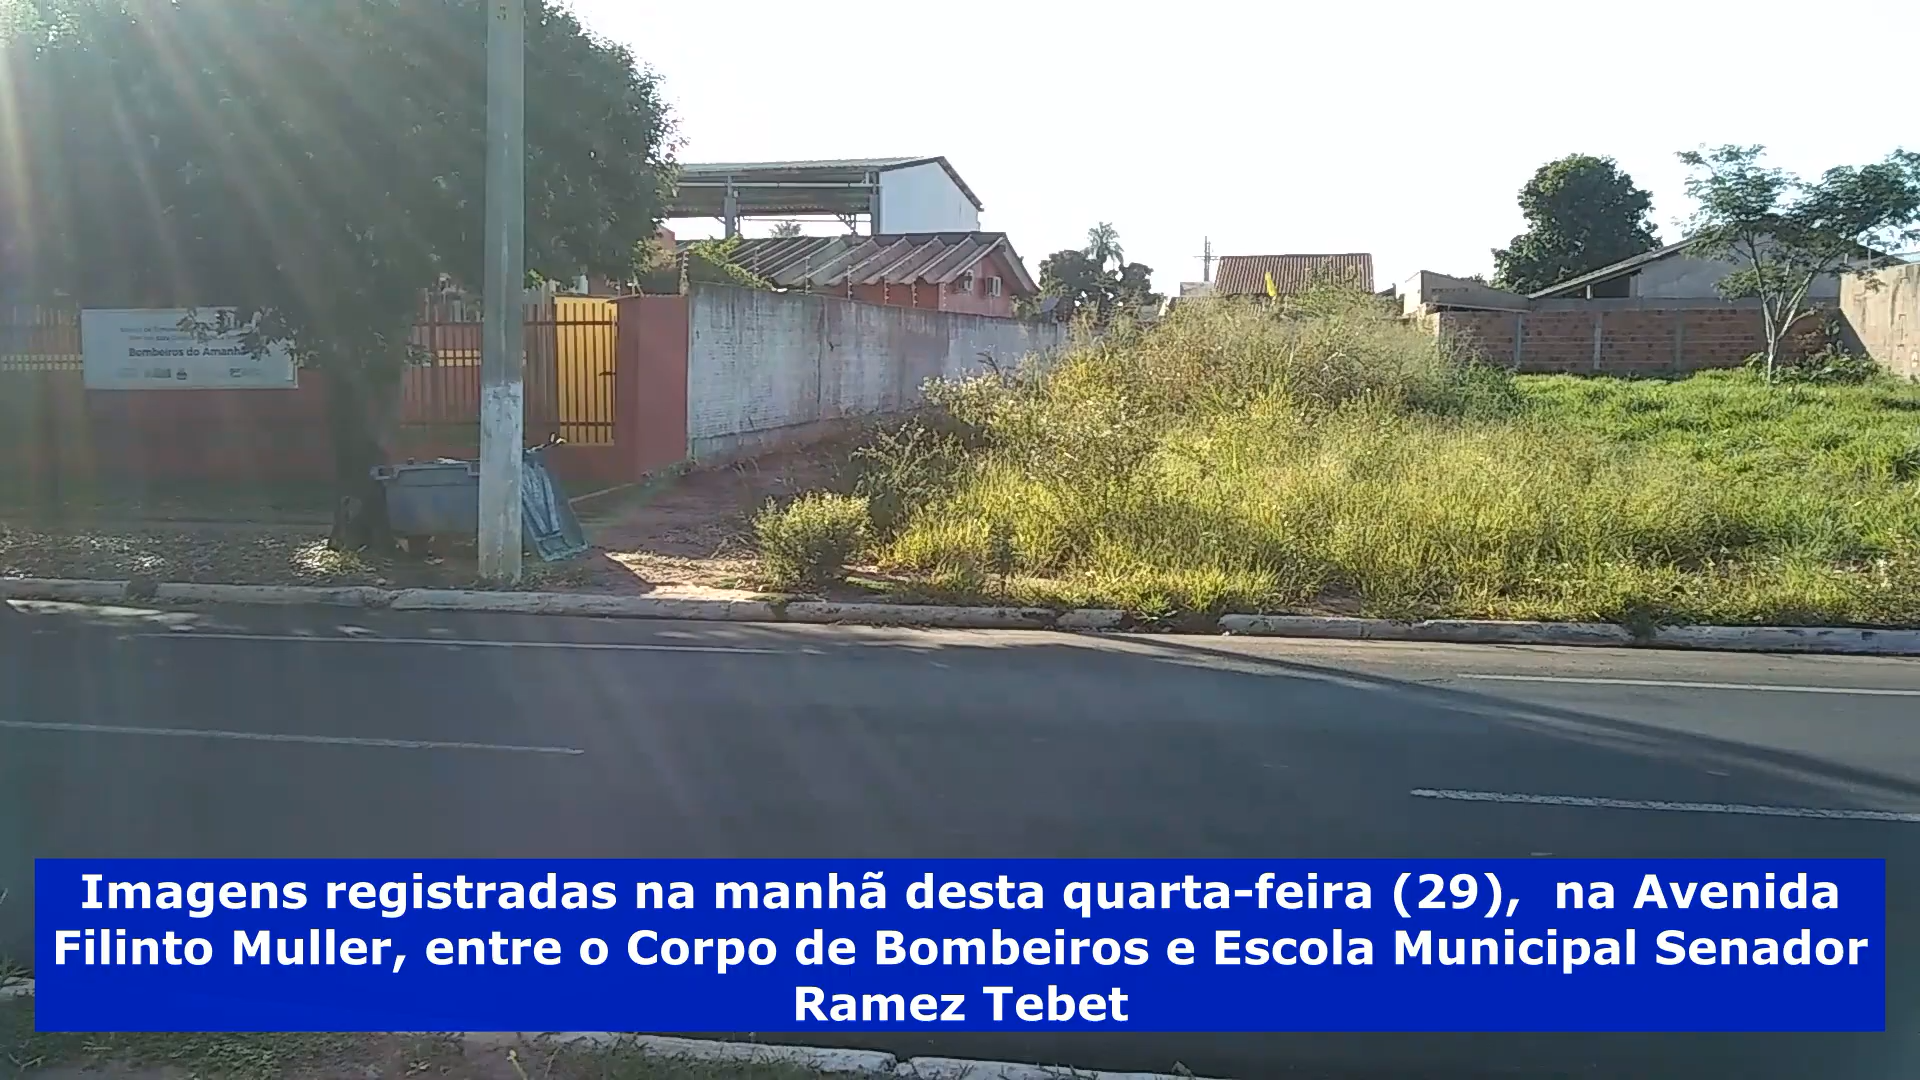 Bombeiros do Amanhã
Imagens registradas na manhã desta quarta-feira (29),  na Avenida
Filinto Muller, entre o Corpo de Bombeiros e Escola Municipal Senador
Ramez Tebet